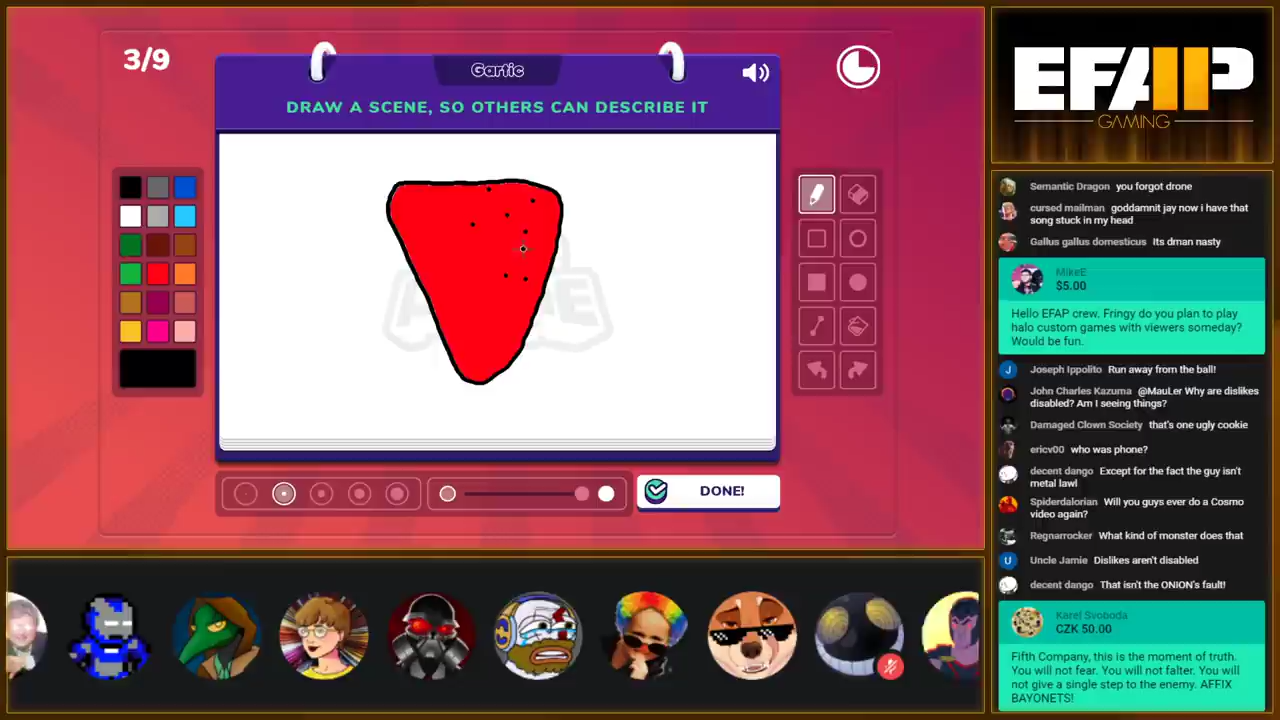 3/9
Gartic
DRAW A SCENE, SO OTHERS CAN DESCRIBE IT
DONE!
EFAP
GAMING
Semantic Dragon you forgot drone
cursed mailman goddamnit jay now i have that
song stuck in my head
Gallus gallus domesticus Its dman nasty
MikeE
$5.00
Hello EFAP crew. Fringy do you plan to play
halo custom games with viewers someday?
Would be fun.
J Joseph Ippolito Run away from the ball!
John Charles Kazuma @MauLer Why are dislikes
disabled? Am I seeing things?
Damaged Clown Society that's one ugly cookie
ericv00 who was phone?
decent dango Except for the fact the guy isn't
metal lawl
Spiderdalorian Will you guys ever do a Cosmo
video again?
Regnarrocker What kind of monster does that
U Uncle Jamie Dislikes aren't disabled
decent dango That isn't the ONION's fault!
Karel Svoboda
CZK 50.00
Fifth Company, this is the moment of truth.
You will not fear. You will not falter. You will
not give a single step to the enemy. AFFIX
BAYONETS!